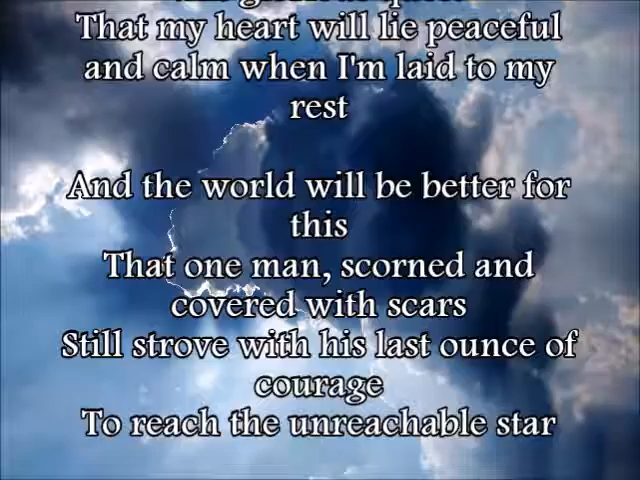 That my heart will lie peaceful
and calm when I'm laid to my
rest
And the world will be better for
this
That one man, scorned and
covered with scars
Still strove with his last ounce of
courage
To reach the unreachable star